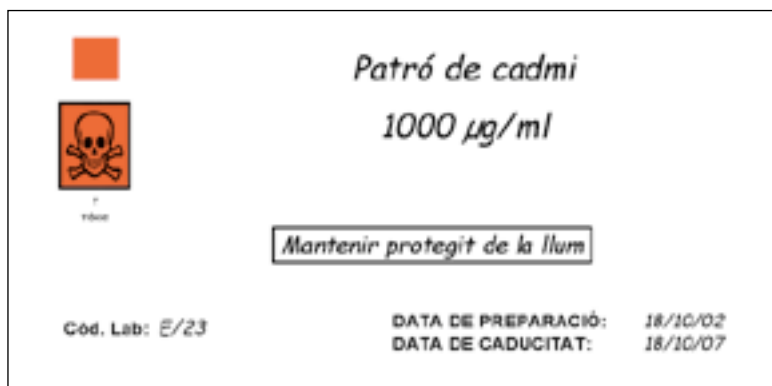 Patró de cadmi
1000 µg/ml
T
TÒXIC
Mantenir protegit de la llum
Cód. Lab: E/23
DATA DE PREPARACIÓ: 18/10/02
DATA DE CADUCITAT: 18/10/07